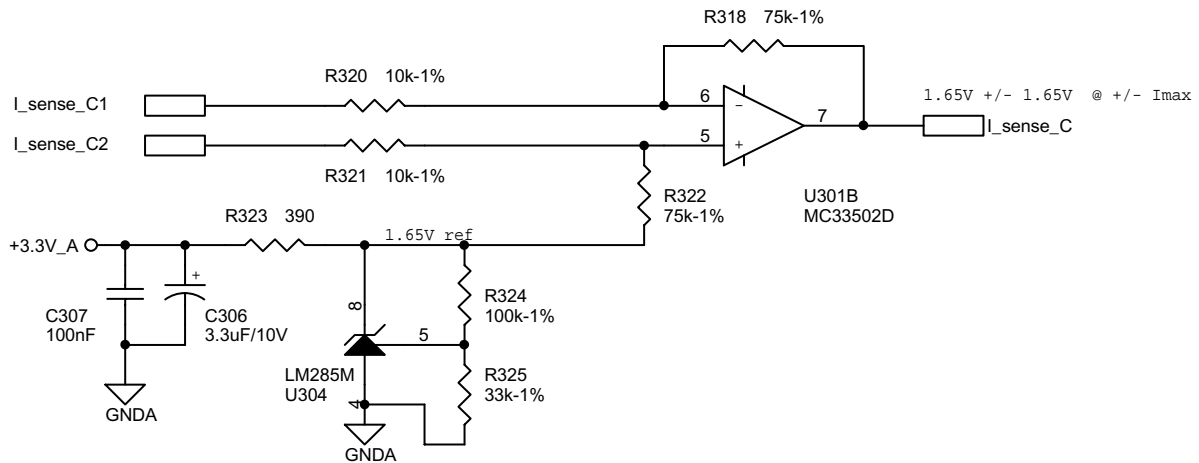 R318 75k-1%
R320 10k-1%
I_sense_C1
6
−
1.65V +/- 1.65V @ +/- Imax
7
I_sense_C
I_sense_C2
5
+
R321 10k-1%
R322
75k-1%
U301B
MC33502D
R323 390
+3.3V_A
1.65V ref
+
C307
100nF
C306
3.3uF/10V
8
R324
100k-1%
5
LM285M
U304
R325
33k-1%
4
GNDA
GNDA